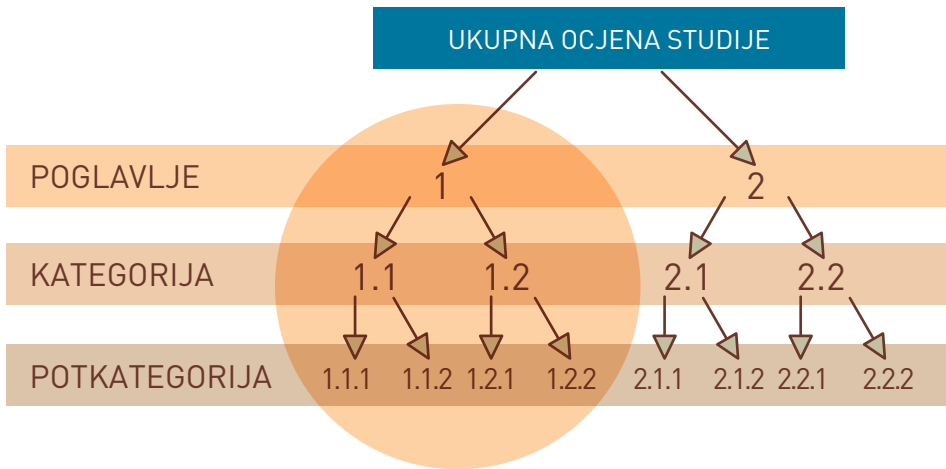 UKUPNA OCJENA STUDIJE
POGLAVLJE 1 2
KATEGORIJA 1.1 1.2 2.1 2.2
POTKATEGORIJA 1.1.1 1.1.2 1.2.1 1.2.2 2.1.1 2.1.2 2.2.1 2.2.2